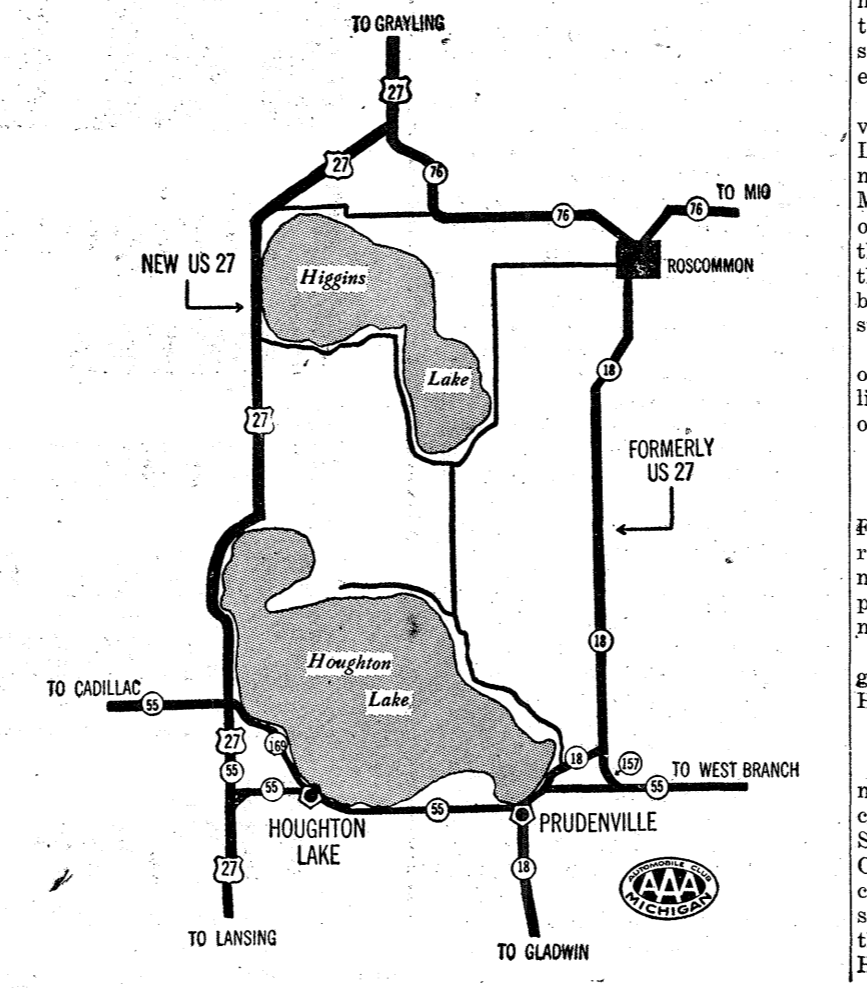 TO GRAYLING
27
27
76
76
76
TO MIO
NEW US 27
Higgins
ROSCOMMON
Lake
18
27
FORMERLY
US 27
18
Houghton
Lake
TO CADILLAC
55
27
169
18
157
55
TO WEST BRANCH
55
55
55
HOUGHTON
LAKE
PRUDENVILLE
27
18
AUTOMOBILE CLUB
AAA
MICHIGAN
TO LANSING
TO GLADWIN